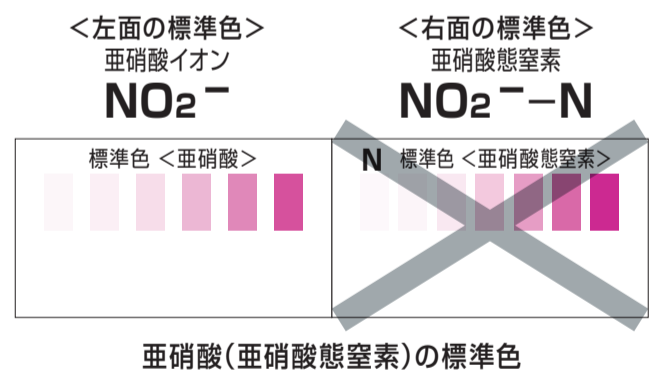 <左面の標準色>
亜硝酸イオン
NO₂⁻
<右面の標準色>
亜硝酸態窒素
NO₂⁻−N
標準色 <亜硝酸>
N 標準色 <亜硝酸態窒素>
亜硝酸(亜硝酸態窒素)の標準色